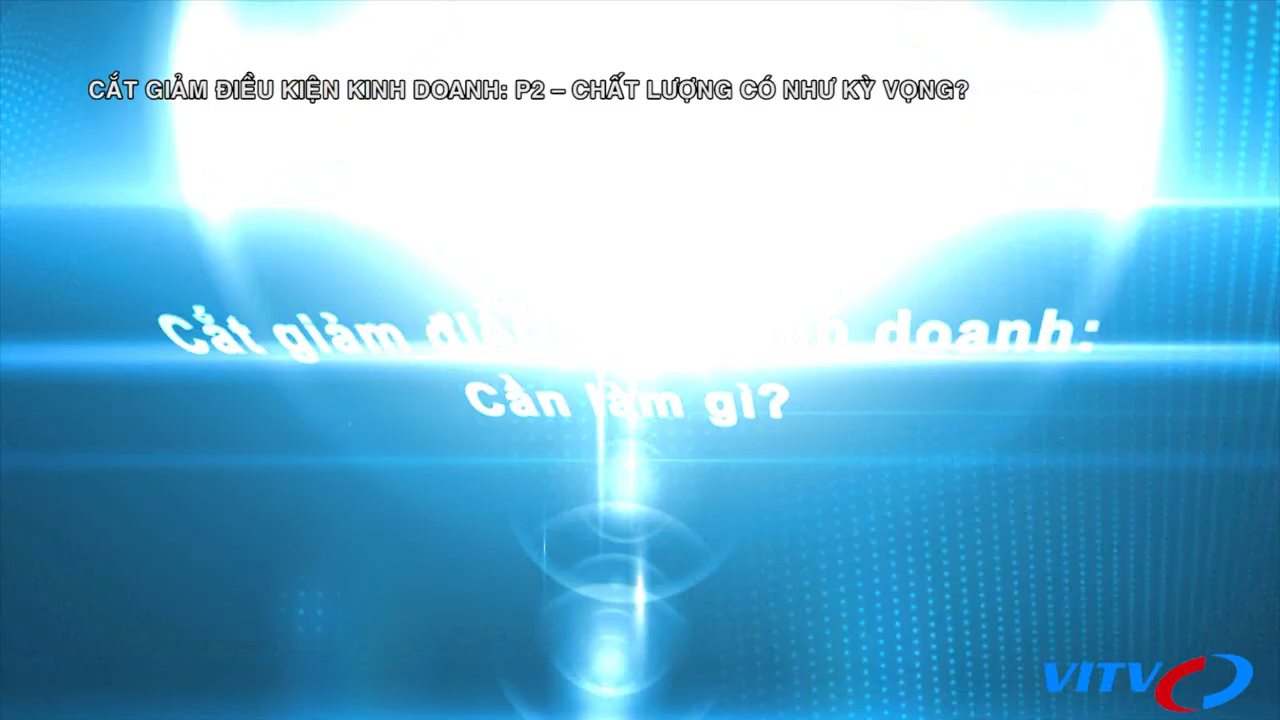 CẮT GIẢM ĐIỀU KIỆN KINH DOANH: P2 – CHẤT LƯỢNG CÓ NHƯ KỲ VỌNG?
Cắt giảm doanh:
Cần làm gì?
VITV